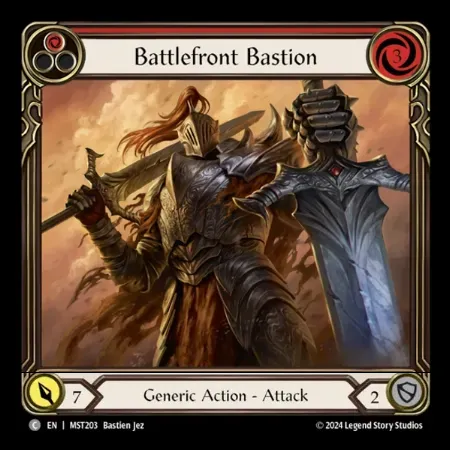 Battlefront Bastion
3
7
Generic Action - Attack
2
C EN | MST203 Bastien Jez
© 2024 Legend Story Studios